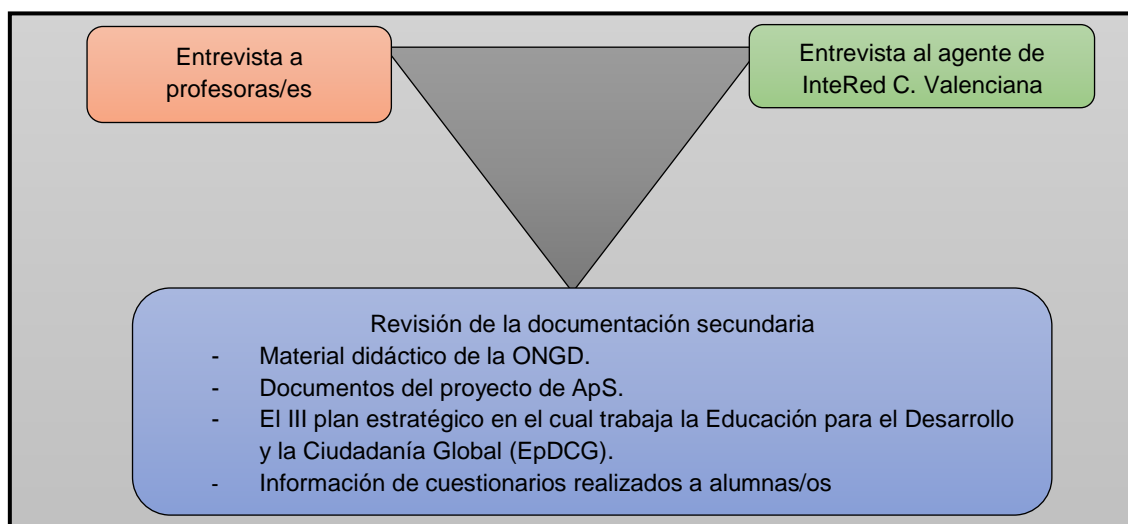 Entrevista a
profesoras/es
Entrevista al agente de
InteRed C. Valenciana
Revisión de la documentación secundaria
- Material didáctico de la ONGD.
- Documentos del proyecto de ApS.
- El III plan estratégico en el cual trabaja la Educación para el Desarrollo
y la Ciudadanía Global (EpDCG).
- Información de cuestionarios realizados a alumnas/os